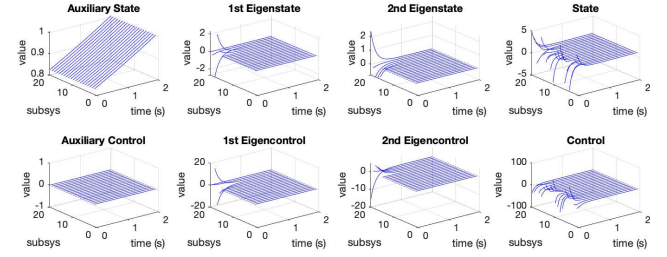 Auxiliary State
1st Eigenstate
2nd Eigenstate
State
value
1
0.9
0.8
20
10
0
subsys
0
1
2
time (s)
value
2
0
-2
20
10
0
subsys
0
1
2
time (s)
value
2
1
0
20
10
0
subsys
0
1
2
time (s)
value
5
0
-5
20
10
0
subsys
0
1
2
time (s)
Auxiliary Control
1st Eigencontrol
2nd Eigencontrol
Control
value
1
0
-1
20
10
0
subsys
0
1
2
time (s)
value
20
0
-20
20
10
0
subsys
0
1
2
time (s)
value
0
-10
-20
20
10
0
subsys
0
1
2
time (s)
value
100
0
-100
20
10
0
subsys
0
1
2
time (s)